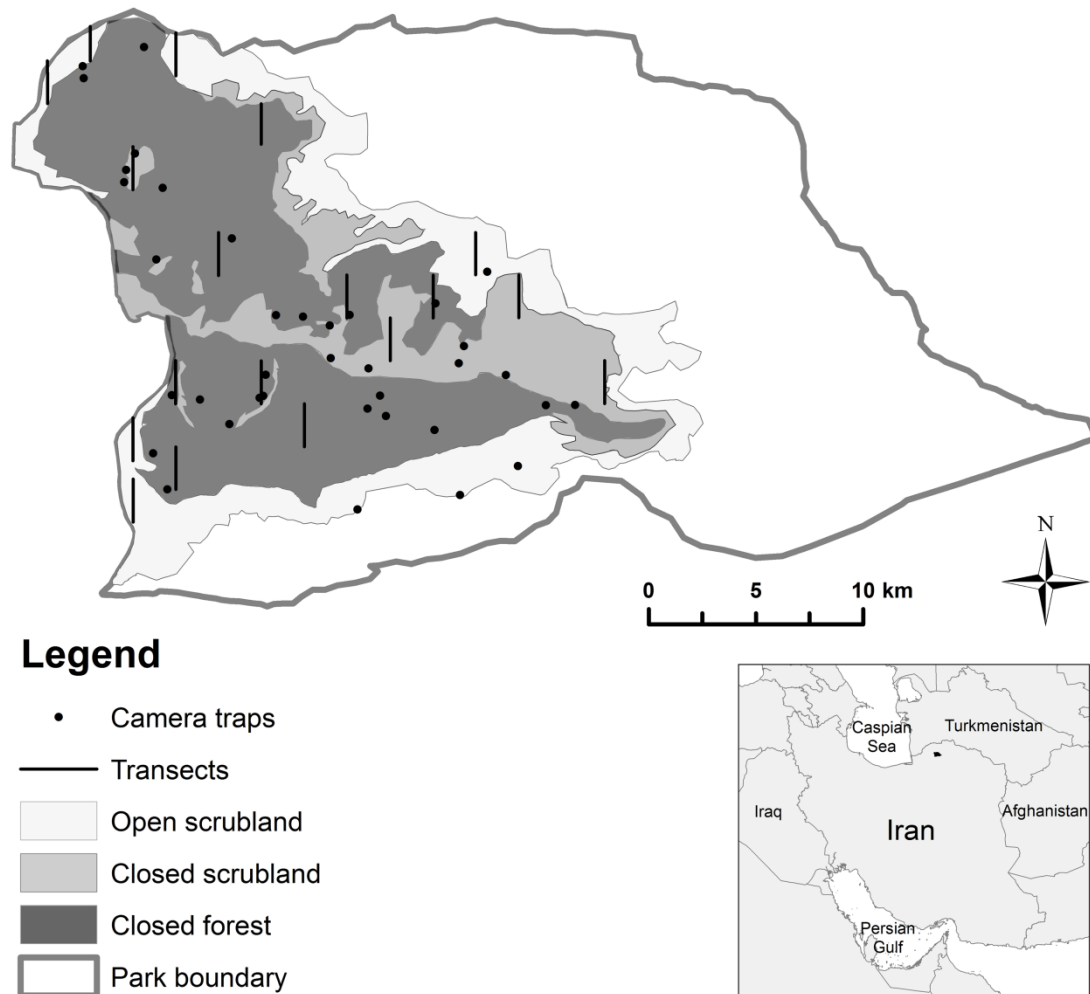 N
0 5 10 km
Legend
Camera traps
Transects
Open scrubland
Closed scrubland
Closed forest
Park boundary
Caspian
Sea
Turkmenistan
Iraq
Iran
Afghanistan
Persian
Gulf